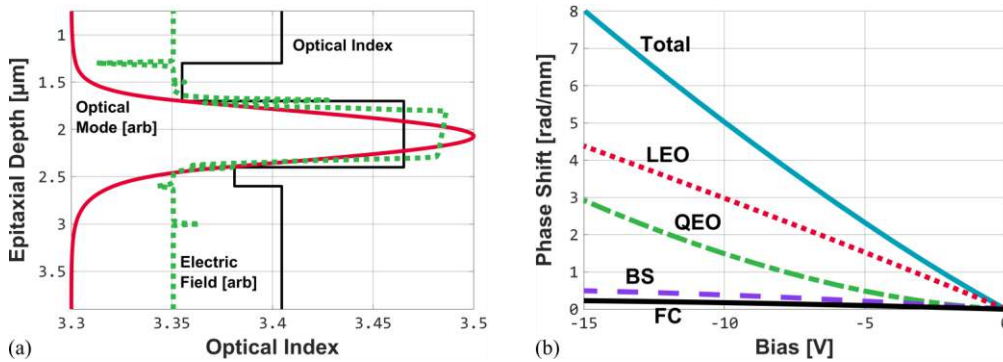 1
1.5
2
2.5
3
3.5
Epitaxial Depth [μm]
Optical Index
Optical
Mode [arb]
Electric
Field [arb]
3.3
3.35
3.4
3.45
3.5
Optical Index
(a)
8
7
6
5
4
3
2
1
0
Phase Shift [rad/mm]
Total
LEO
QEO
BS
FC
-15
-10
-5
0
Bias [V]
(b)